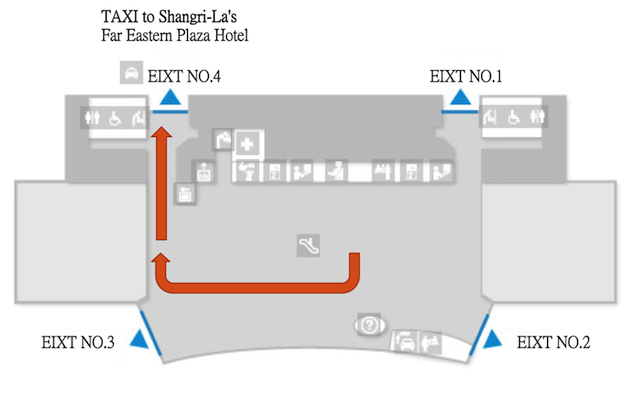 TAXI to Shangri-La's
Far Eastern Plaza Hotel
EIXT NO.4
EIXT NO.1
EIXT NO.3
EIXT NO.2